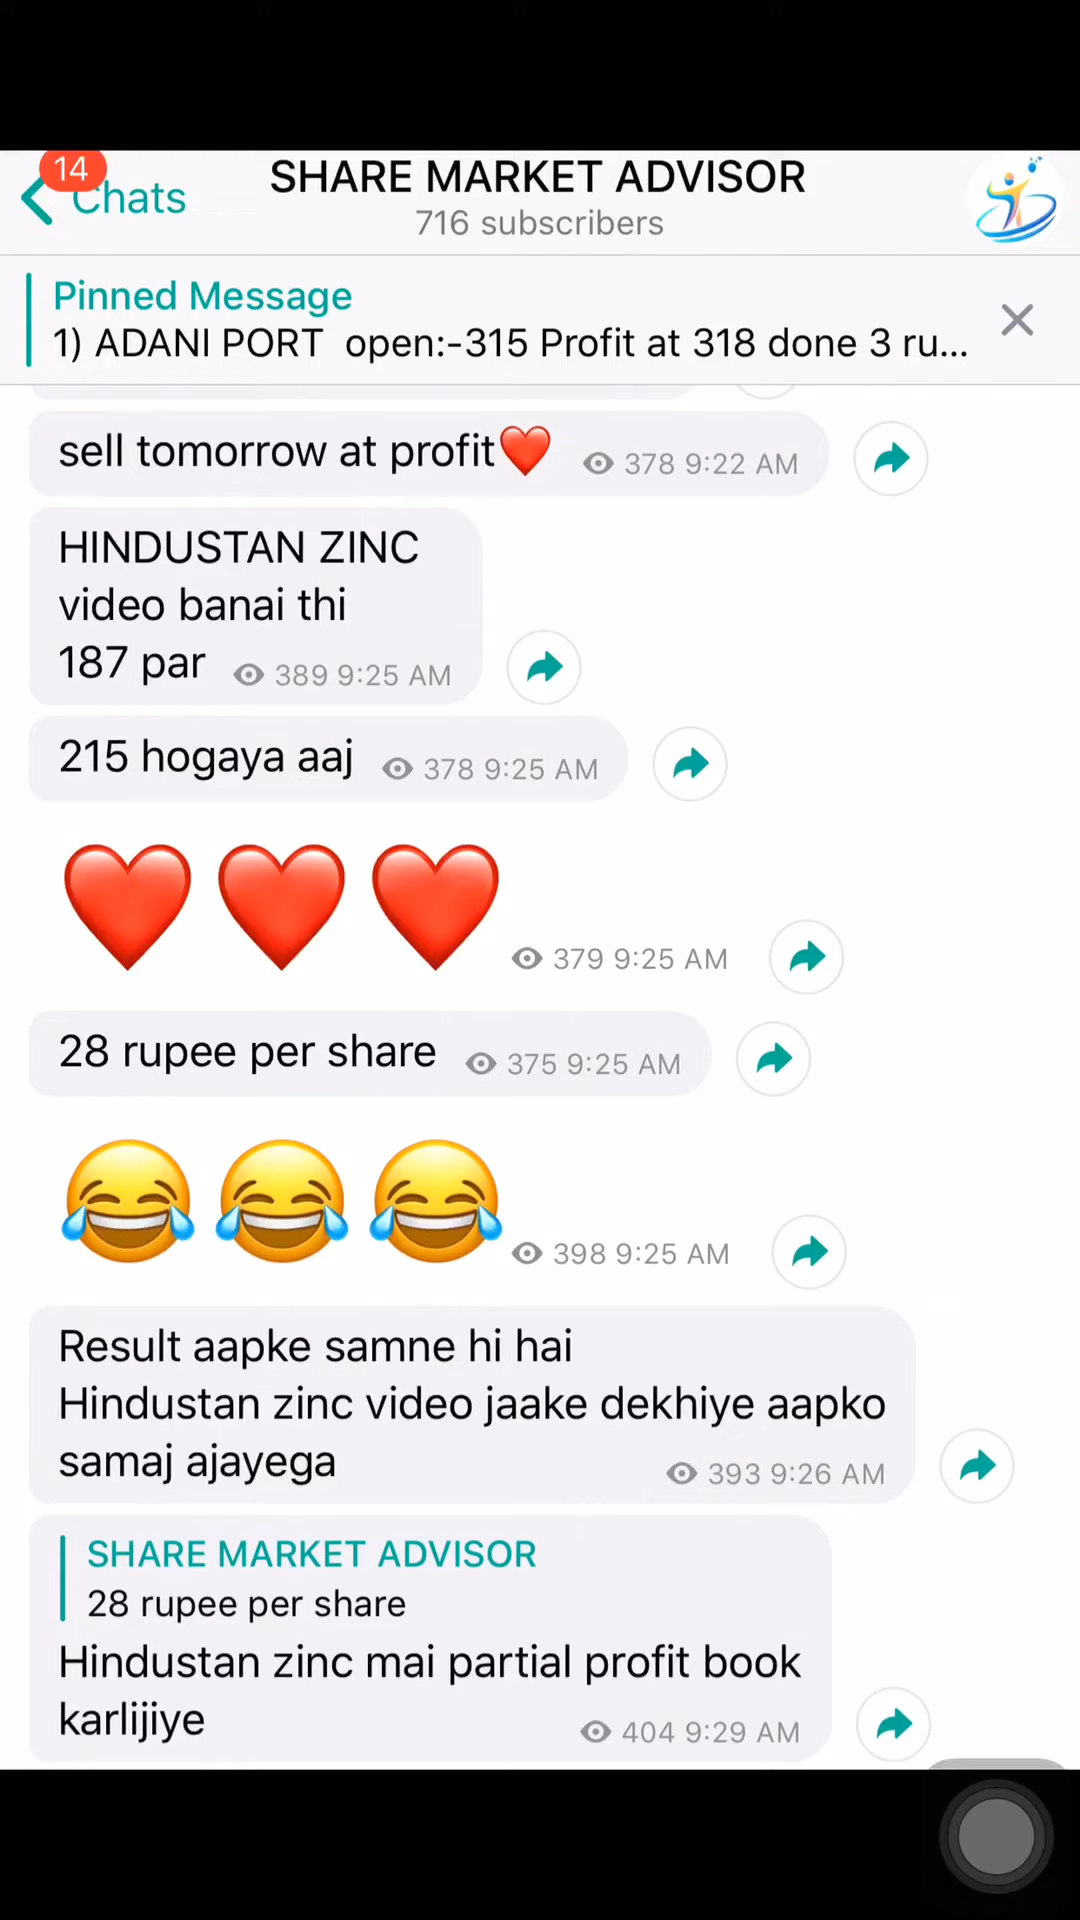 14
Chats
SHARE MARKET ADVISOR
716 subscribers
Pinned Message
1) ADANI PORT open:-315 Profit at 318 done 3 ru...
sell tomorrow at profit❤️ 378 9:22 AM
HINDUSTAN ZINC
video banai thi
187 par 389 9:25 AM
215 hogaya aaj 378 9:25 AM
❤️❤️❤️ 379 9:25 AM
28 rupee per share 375 9:25 AM
😂😂😂 398 9:25 AM
Result aapke samne hi hai
Hindustan zinc video jaake dekhiye aapko
samaj ajayega 393 9:26 AM
SHARE MARKET ADVISOR
28 rupee per share
Hindustan zinc mai partial profit book
karlijiye 404 9:29 AM